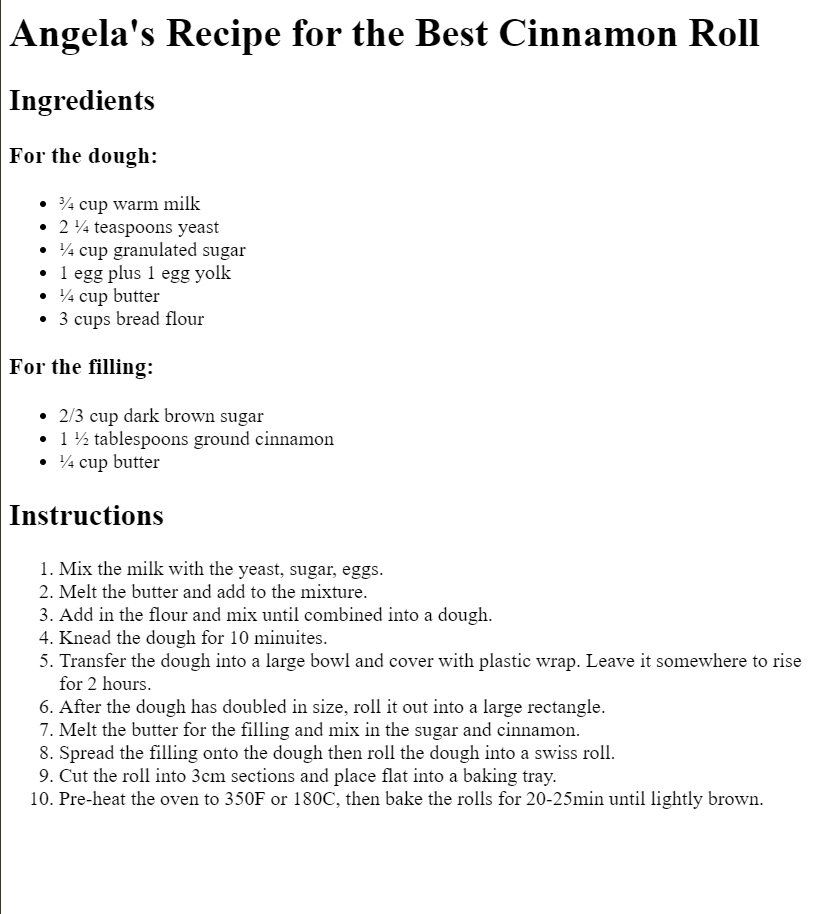 Angela's Recipe for the Best Cinnamon Roll
Ingredients
For the dough:
• ¾ cup warm milk
• 2 ¼ teaspoons yeast
• ¼ cup granulated sugar
• 1 egg plus 1 egg yolk
• ¼ cup butter
• 3 cups bread flour
For the filling:
• 2/3 cup dark brown sugar
• 1 ½ tablespoons ground cinnamon
• ¼ cup butter
Instructions
1. Mix the milk with the yeast, sugar, eggs.
2. Melt the butter and add to the mixture.
3. Add in the flour and mix until combined into a dough.
4. Knead the dough for 10 minuites.
5. Transfer the dough into a large bowl and cover with plastic wrap. Leave it somewhere to rise
for 2 hours.
6. After the dough has doubled in size, roll it out into a large rectangle.
7. Melt the butter for the filling and mix in the sugar and cinnamon.
8. Spread the filling onto the dough then roll the dough into a swiss roll.
9. Cut the roll into 3cm sections and place flat into a baking tray.
10. Pre-heat the oven to 350F or 180C, then bake the rolls for 20-25min until lightly brown.